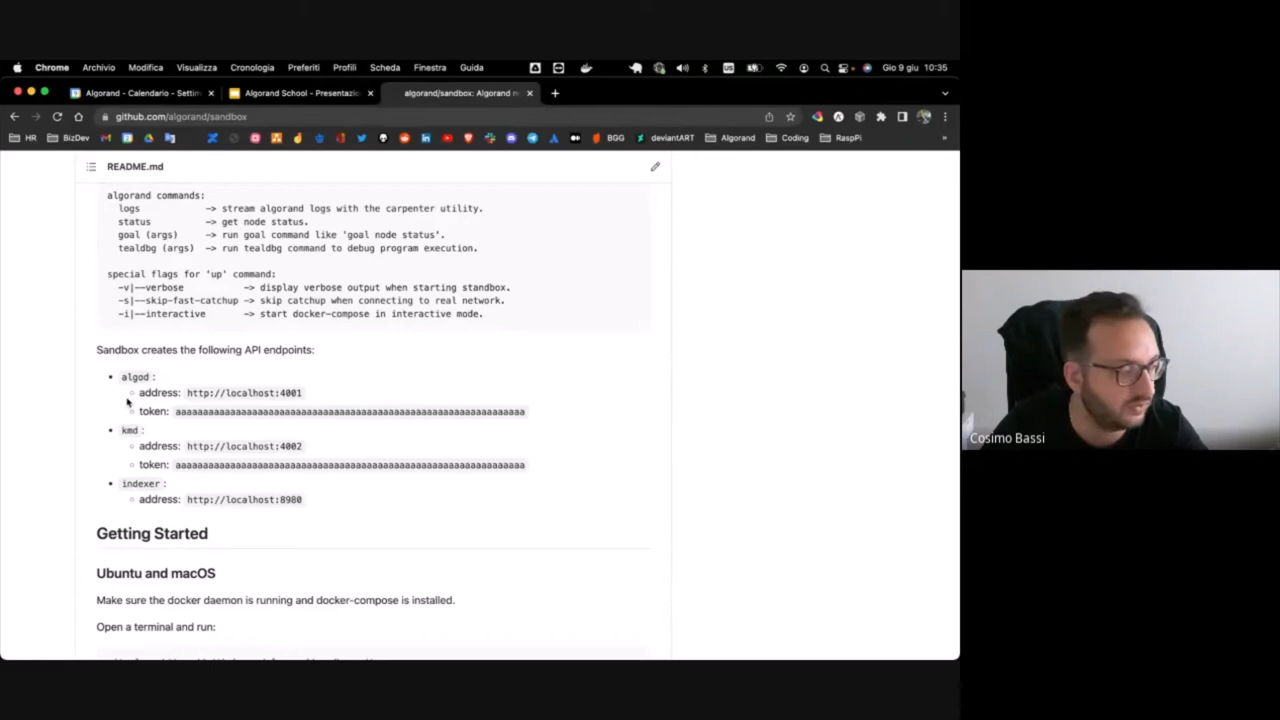 Chrome Archivio Modifica Visualizza Cronologia Preferiti Profili Scheda Finestra Guida US Gio 9 giu 10:35
Algorand - Calendario - Settim Algorand School - Presentazio algorand/sandbox: Algorand n
github.com/algorand/sandbox
HR BizDev BGG deviantART Algorand Coding RaspPi »
README.md
algorand commands:
logs -> stream algorand logs with the carpenter utility.
status -> get node status.
goal (args) -> run goal command like 'goal node status'.
tealdbg (args) -> run tealdbg command to debug program execution.
special flags for 'up' command:
-v|--verbose -> display verbose output when starting sandbox.
-s|--skip-fast-catchup -> skip catchup when connecting to real network.
-i|--interactive -> start docker-compose in interactive mode.
Sandbox creates the following API endpoints:
• algod :
address: http://localhost:4001
token: aaaaaaaaaaaaaaaaaaaaaaaaaaaaaaaaaaaaaaaaaaaaaaaaaaaaaaaaaaaaaaaa
• kmd :
address: http://localhost:4002
token: aaaaaaaaaaaaaaaaaaaaaaaaaaaaaaaaaaaaaaaaaaaaaaaaaaaaaaaaaaaaaaaa
• indexer :
address: http://localhost:8980
Getting Started
Ubuntu and macOS
Make sure the docker daemon is running and docker-compose is installed.
Open a terminal and run:
Cosimo Bassi